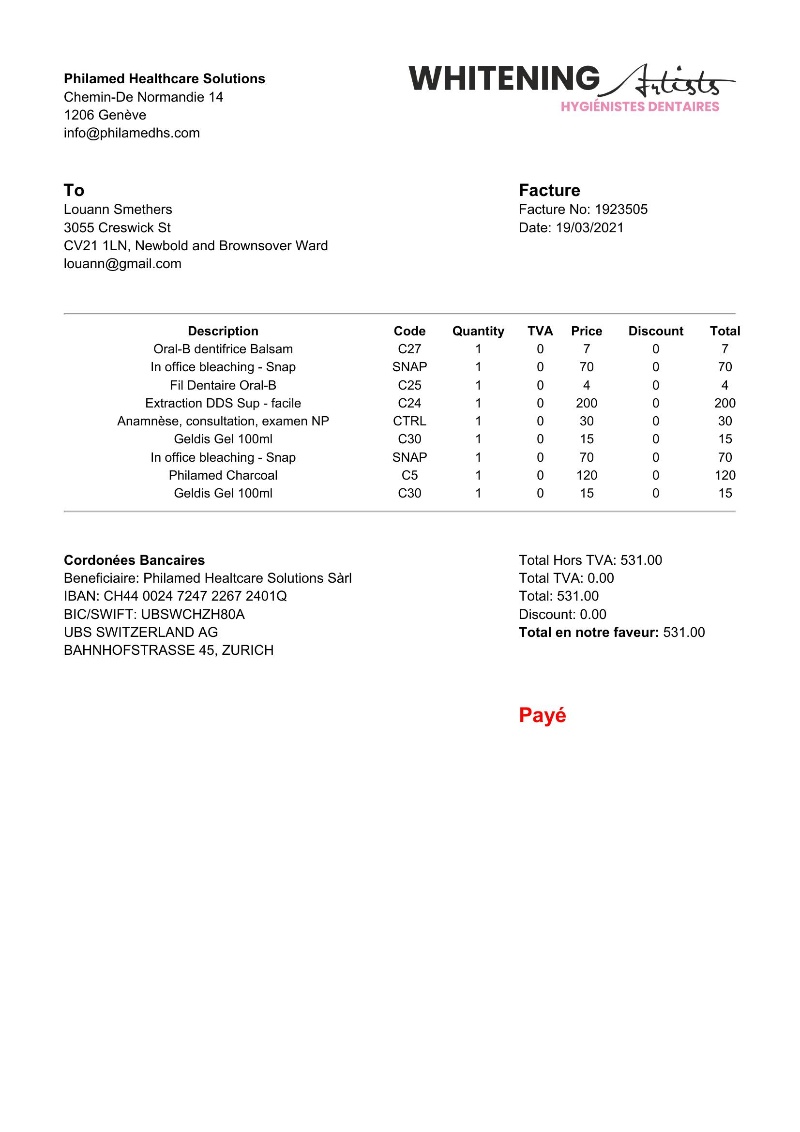 Philamed Healthcare Solutions
Chemin-De Normandie 14
1206 Genève
info@philamedhs.com
WHITENING Artists
HYGIÉNISTES DENTAIRES
To
Louann Smethers
3055 Creswick St
CV21 1LN, Newbold and Brownsover Ward
louann@gmail.com
Facture
Facture No: 1923505
Date: 19/03/2021
Description Code Quantity TVA Price Discount Total
Oral-B dentifrice Balsam C27 1 0 7 0 7
In office bleaching - Snap SNAP 1 0 70 0 70
Fil Dentaire Oral-B C25 1 0 4 0 4
Extraction DDS Sup - facile C24 1 0 200 0 200
Anamnèse, consultation, examen NP CTRL 1 0 30 0 30
Geldis Gel 100ml C30 1 0 15 0 15
In office bleaching - Snap SNAP 1 0 70 0 70
Philamed Charcoal C5 1 0 120 0 120
Geldis Gel 100ml C30 1 0 15 0 15
Cordonées Bancaires
Beneficiaire: Philamed Healtcare Solutions Sàrl
IBAN: CH44 0024 7247 2267 2401Q
BIC/SWIFT: UBSWCHZH80A
UBS SWITZERLAND AG
BAHNHOFSTRASSE 45, ZURICH
Total Hors TVA: 531.00
Total TVA: 0.00
Total: 531.00
Discount: 0.00
Total en notre faveur: 531.00
Payé